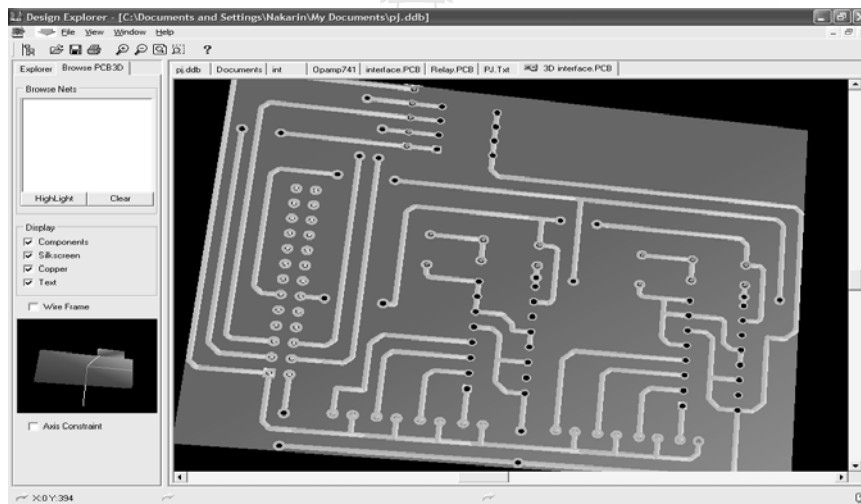 Design Explorer - [C:\Documents and Settings\Nakarin\My Documents\pj.ddb]
File View Window Help
?
Explorer Browse PCB3D
pj.ddb Documents int Opamp741 interface.PCB Relay.PCB PJ.Txt 3D interface.PCB
Browse Nets
HighLight Clear
Display
Components
Silkscreen
Copper
Text
Wire Frame
Axis Constraint
X:0 Y:394